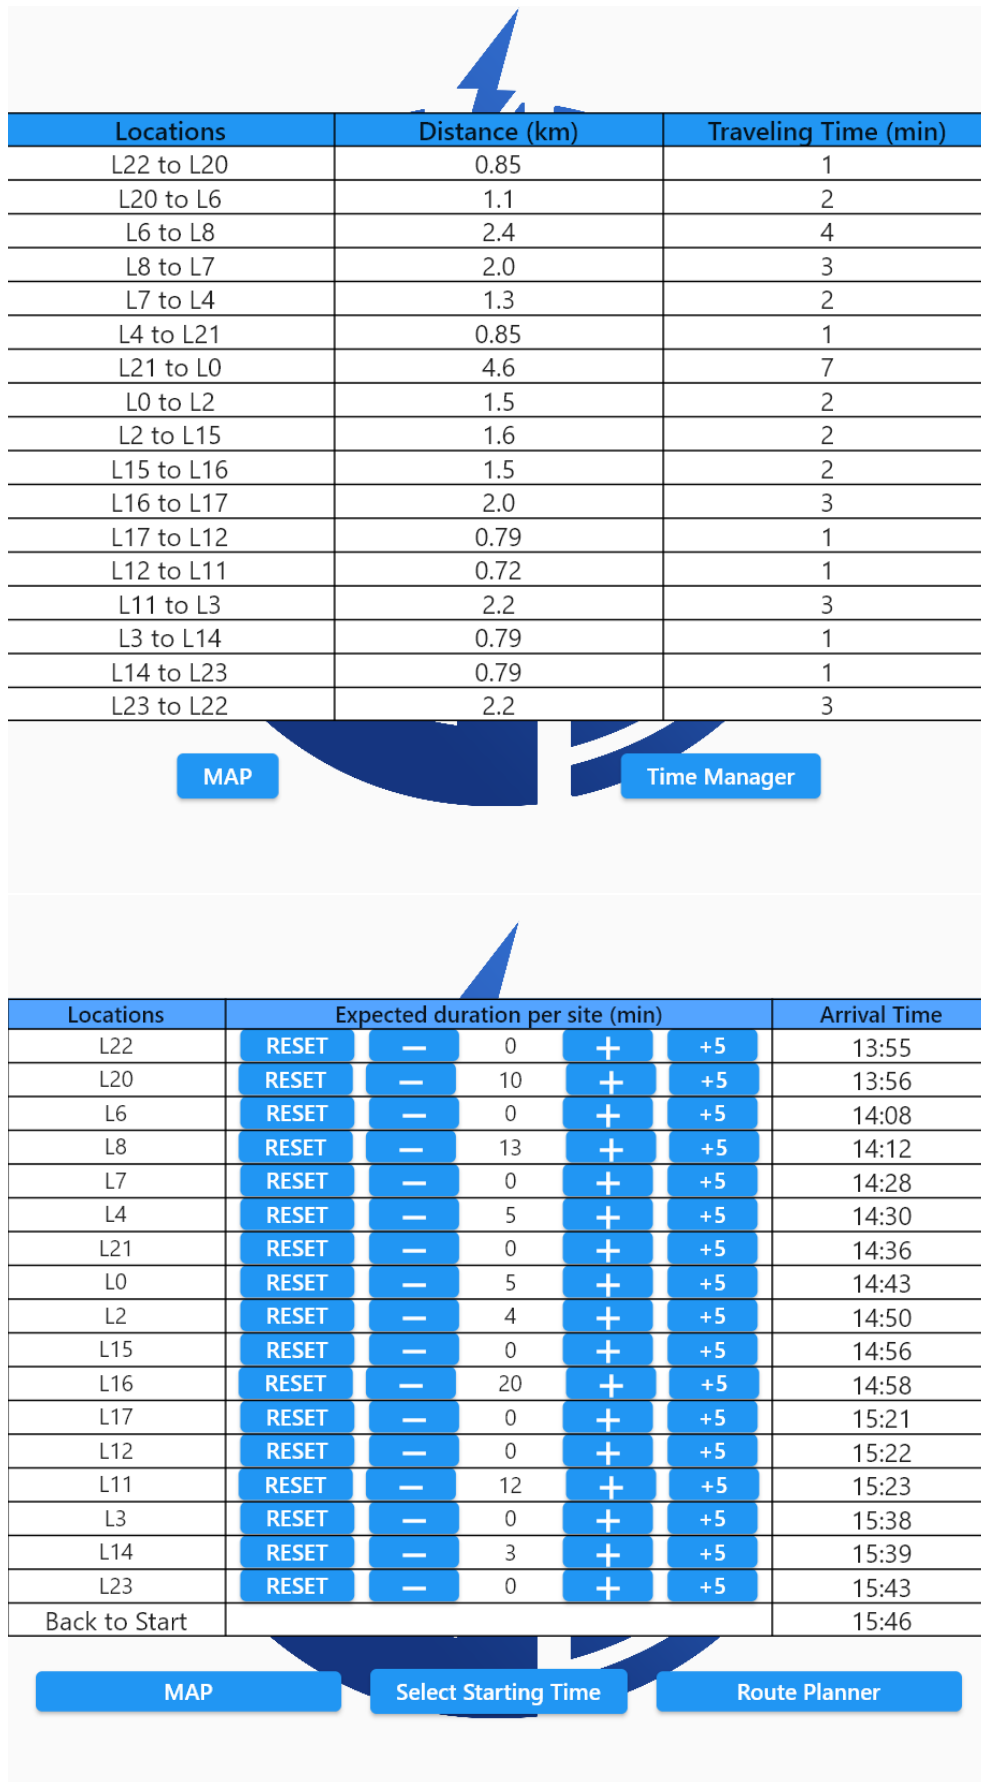 Locations Distance (km) Traveling Time (min)
L22 to L20 0.85 1
L20 to L6 1.1 2
L6 to L8 2.4 4
L8 to L7 2.0 3
L7 to L4 1.3 2
L4 to L21 0.85 1
L21 to L0 4.6 7
L0 to L2 1.5 2
L2 to L15 1.6 2
L15 to L16 1.5 2
L16 to L17 2.0 3
L17 to L12 0.79 1
L12 to L11 0.72 1
L11 to L3 2.2 3
L3 to L14 0.79 1
L14 to L23 0.79 1
L23 to L22 2.2 3
MAP Time Manager
Locations Expected duration per site (min) Arrival Time
L22 RESET — 0 + +5 13:55
L20 RESET — 10 + +5 13:56
L6 RESET — 0 + +5 14:08
L8 RESET — 13 + +5 14:12
L7 RESET — 0 + +5 14:28
L4 RESET — 5 + +5 14:30
L21 RESET — 0 + +5 14:36
L0 RESET — 5 + +5 14:43
L2 RESET — 4 + +5 14:50
L15 RESET — 0 + +5 14:56
L16 RESET — 20 + +5 14:58
L17 RESET — 0 + +5 15:21
L12 RESET — 0 + +5 15:22
L11 RESET — 12 + +5 15:23
L3 RESET — 0 + +5 15:38
L14 RESET — 3 + +5 15:39
L23 RESET — 0 + +5 15:43
Back to Start 15:46
MAP Select Starting Time Route Planner